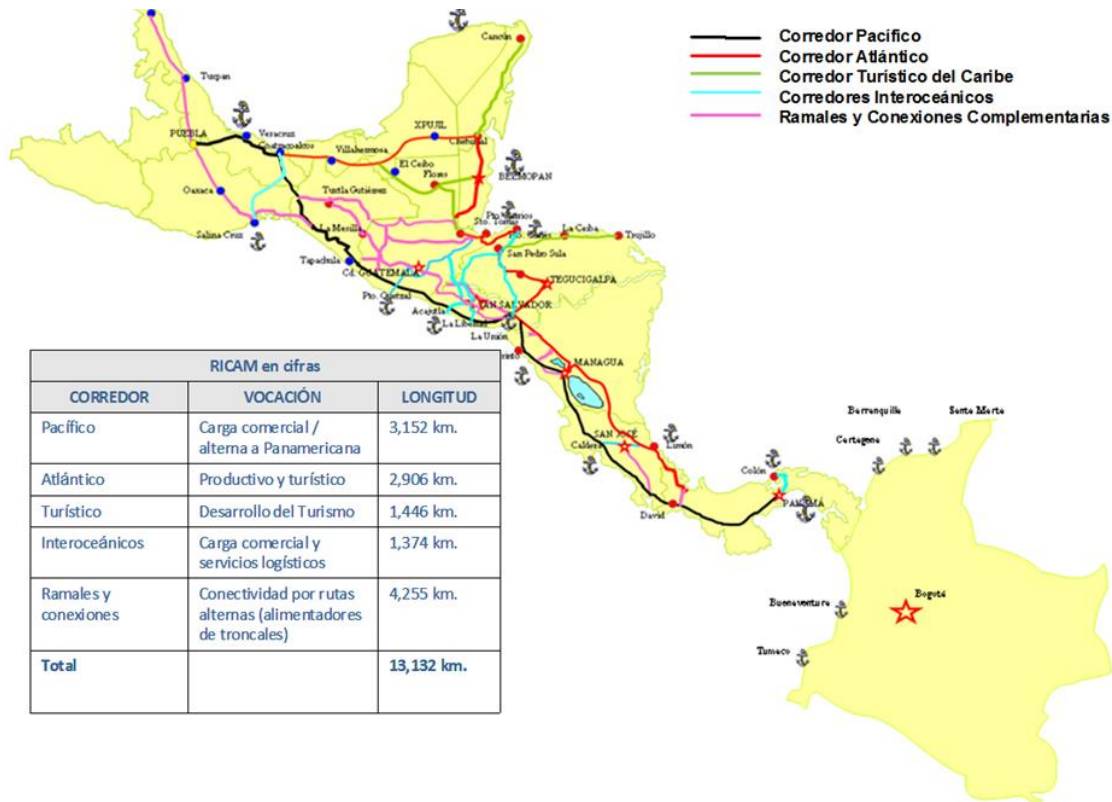 Corredor Pacífico
Corredor Atlántico
Corredor Turístico del Caribe
Corredores Interoceánicos
Ramales y Conexiones Complementarias
Cancún
Tuxpan
PUEBLA
Veracruz
Coatzacoalcos
Villahermosa
XPUJIL
Chetumal
El Ceibo
Flores
BELMOPAN
Oaxaca
Salina Cruz
Tuxtla Gutiérrez
La Mesilla
Tapachula
Cd. GUATEMALA
Pto. Quetzal
Acajutla
La Libertad
La Unión
SAN SALVADOR
Sto. Tomás
San Pedro Sula
La Ceiba
Trujillo
TEGUCIGALPA
MANAGUA
SAN JOSÉ
Caldera
Limón
David
Colón
PANAMÁ
Barranquilla
Santa Marta
Cartagena
Buenaventura
Tumaco
Bogotá
RICAM en cifras
CORREDOR VOCACIÓN LONGITUD
Pacífico Carga comercial / 3,152 km.
alterna a Panamericana
Atlántico Productivo y turístico 2,906 km.
Turístico Desarrollo del Turismo 1,446 km.
Interoceánicos Carga comercial y 1,374 km.
servicios logísticos
Ramales y Conectividad por rutas 4,255 km.
conexiones alternas (alimentadores
de troncales)
Total 13,132 km.